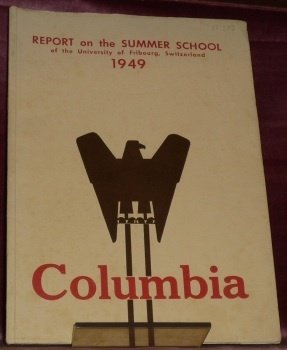 REPORT on the SUMMER SCHOOL
of the University of Fribourg, Switzerland
1949
Columbia